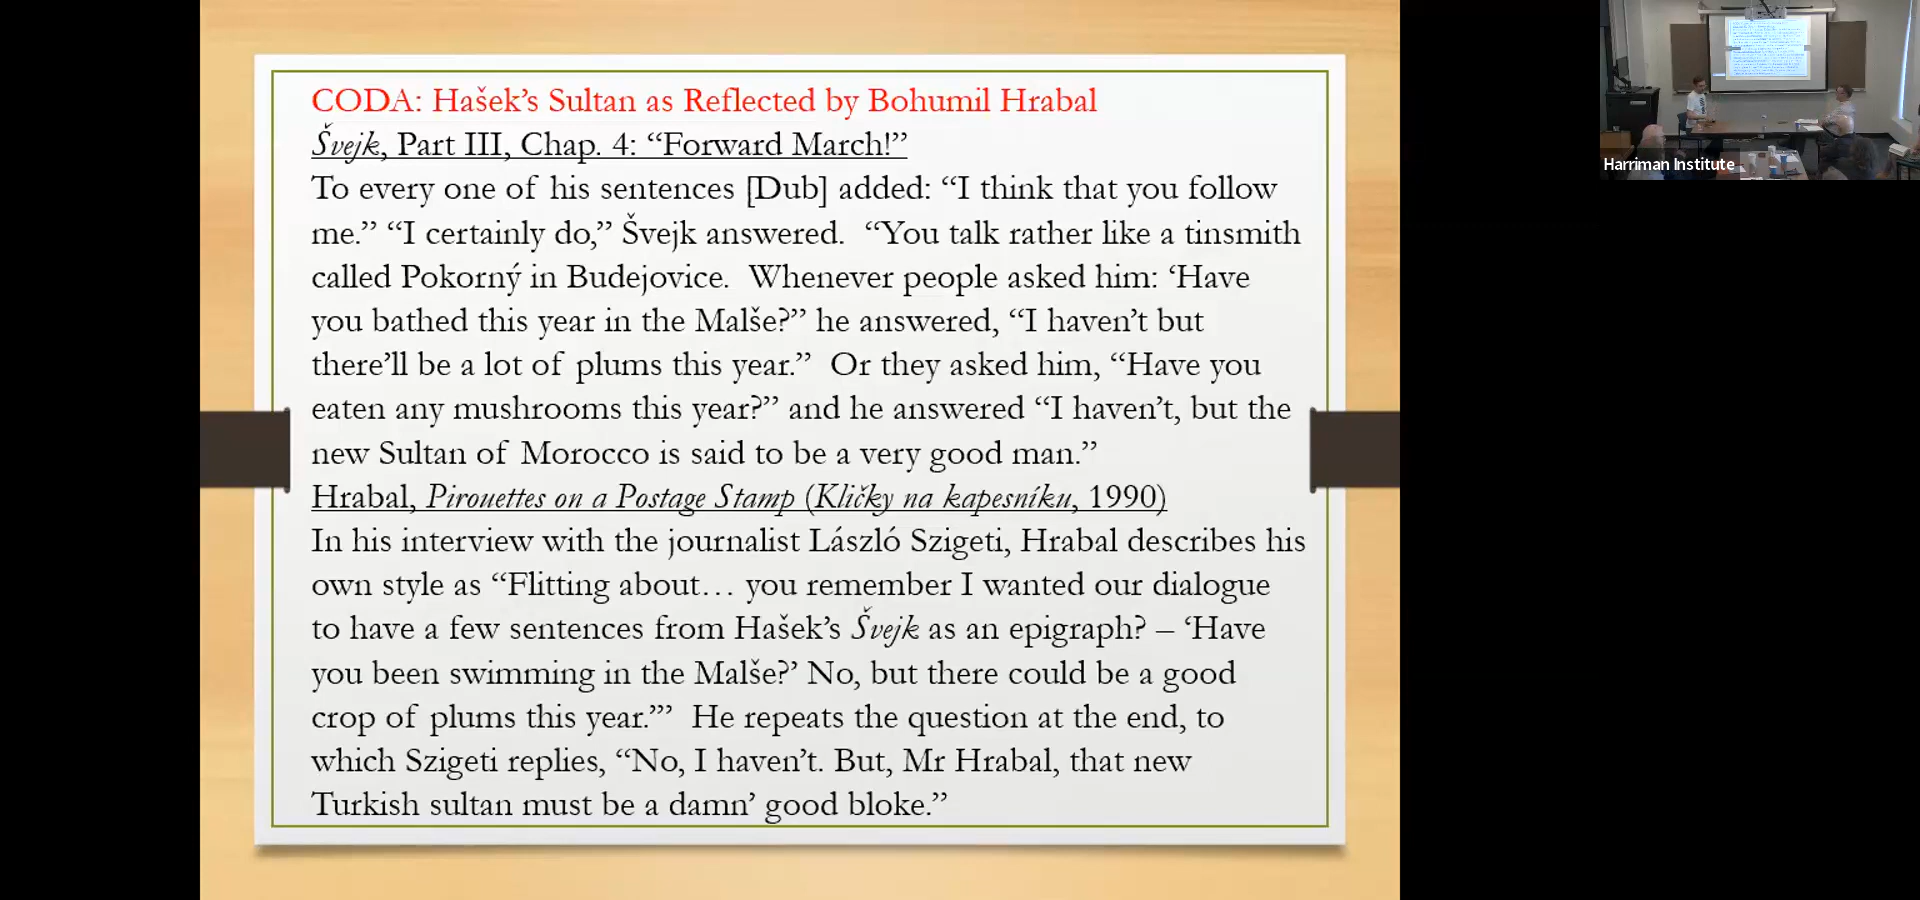 CODA: Hašek’s Sultan as Reflected by Bohumil Hrabal
Švejk, Part III, Chap. 4: “Forward March!”
To every one of his sentences [Dub] added: “I think that you follow
me.” “I certainly do,” Švejk answered.  “You talk rather like a tinsmith
called Pokorný in Budejovice.  Whenever people asked him: ‘Have
you bathed this year in the Malše?” he answered, “I haven’t but
there’ll be a lot of plums this year.”  Or they asked him, “Have you
eaten any mushrooms this year?” and he answered “I haven’t, but the
new Sultan of Morocco is said to be a very good man.”
Hrabal, Pirouettes on a Postage Stamp (Kličky na kapesníku, 1990)
In his interview with the journalist László Szigeti, Hrabal describes his
own style as “Flitting about… you remember I wanted our dialogue
to have a few sentences from Hašek’s Švejk as an epigraph? – ‘Have
you been swimming in the Malše?’ No, but there could be a good
crop of plums this year.”’  He repeats the question at the end, to
which Szigeti replies, “No, I haven’t. But, Mr Hrabal, that new
Turkish sultan must be a damn’ good bloke.”
Harriman Institute